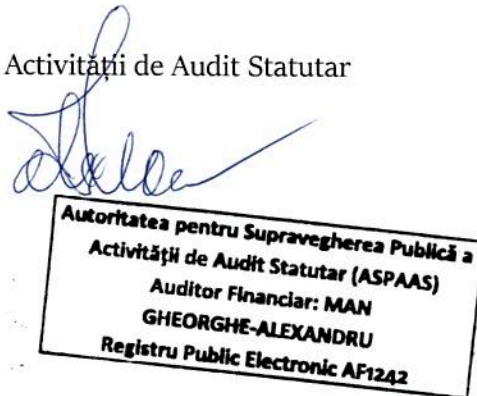 Activității de Audit Statutar
Autoritatea pentru Supravegherea Publică a
Activității de Audit Statutar (ASPAAS)
Auditor Financiar: MAN
GHEORGHE-ALEXANDRU
Registru Public Electronic AF1242